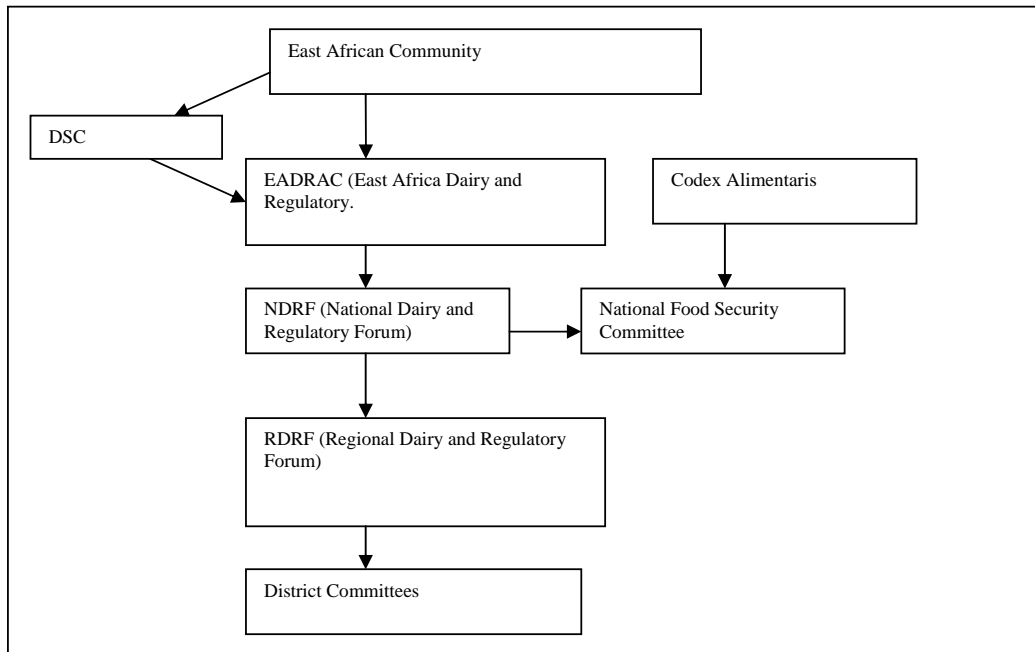 East African Community
DSC
EADRAC (East Africa Dairy and
Regulatory.
Codex Alimentaris
NDRF (National Dairy and
Regulatory Forum)
National Food Security
Committee
RDRF (Regional Dairy and Regulatory
Forum)
District Committees